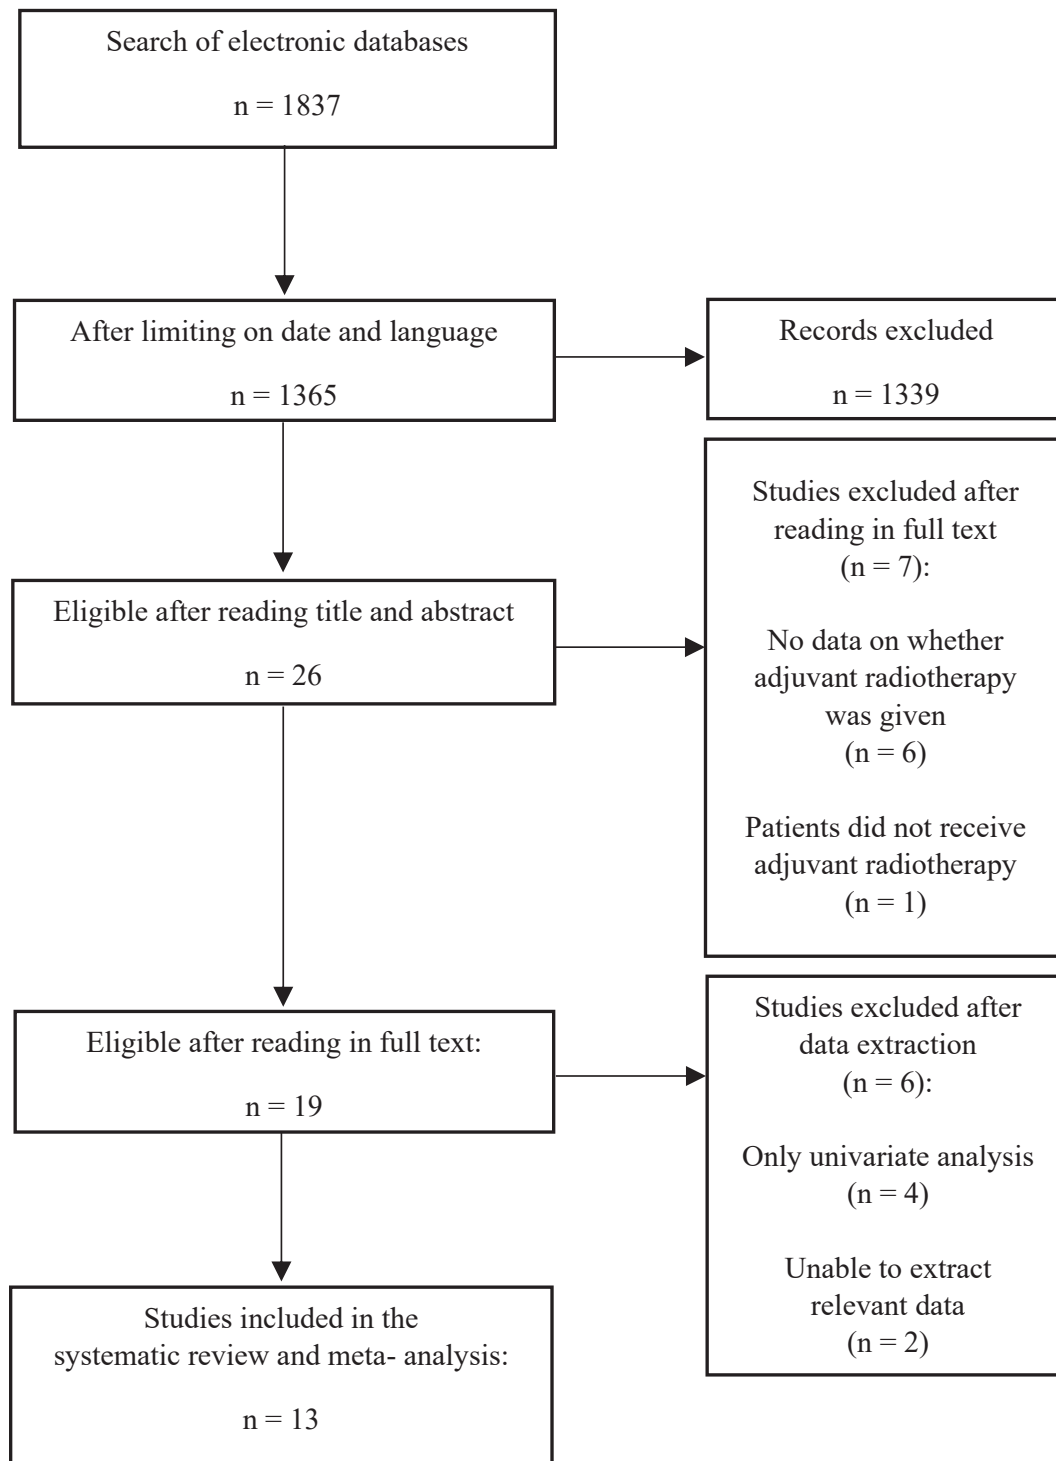 Search of electronic databases
n = 1837
After limiting on date and language
n = 1365
Records excluded
n = 1339
Eligible after reading title and abstract
n = 26
Studies excluded after
reading in full text
(n = 7):
No data on whether
adjuvant radiotherapy
was given
(n = 6)
Patients did not receive
adjuvant radiotherapy
(n = 1)
Eligible after reading in full text:
n = 19
Studies excluded after
data extraction
(n = 6):
Only univariate analysis
(n = 4)
Unable to extract
relevant data
(n = 2)
Studies included in the
systematic review and meta- analysis:
n = 13